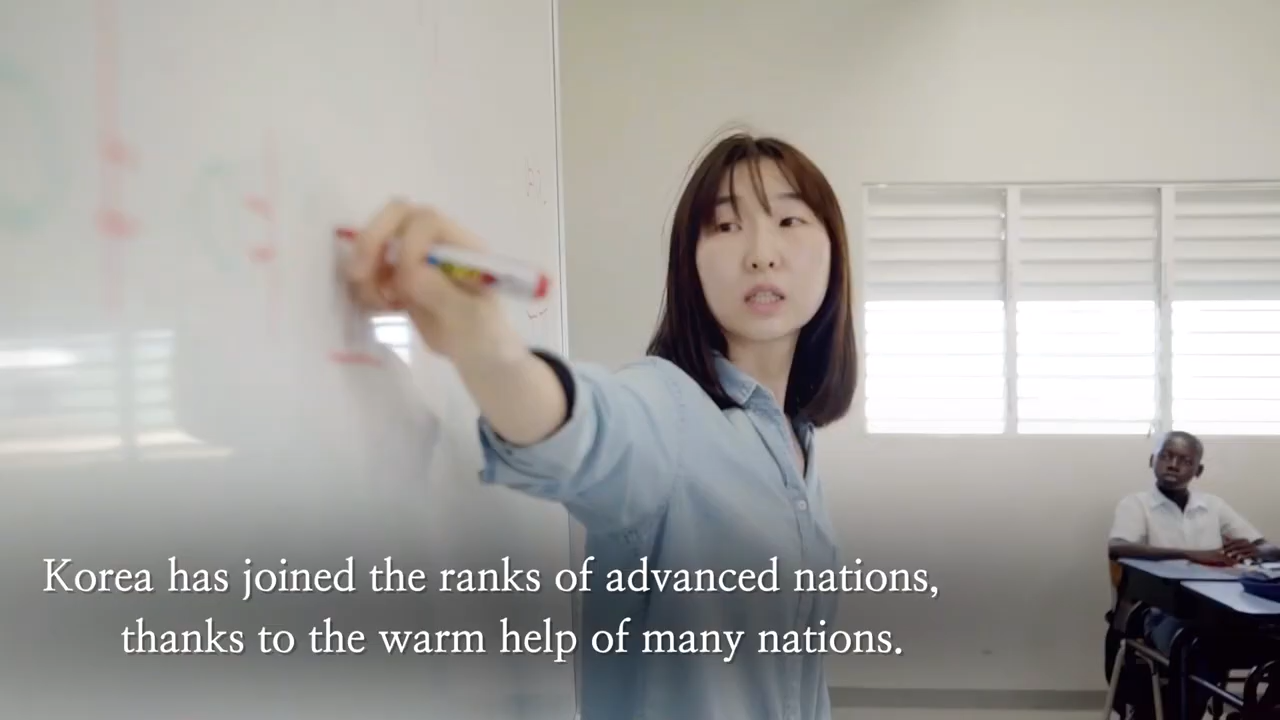 Korea has joined the ranks of advanced nations,
thanks to the warm help of many nations.